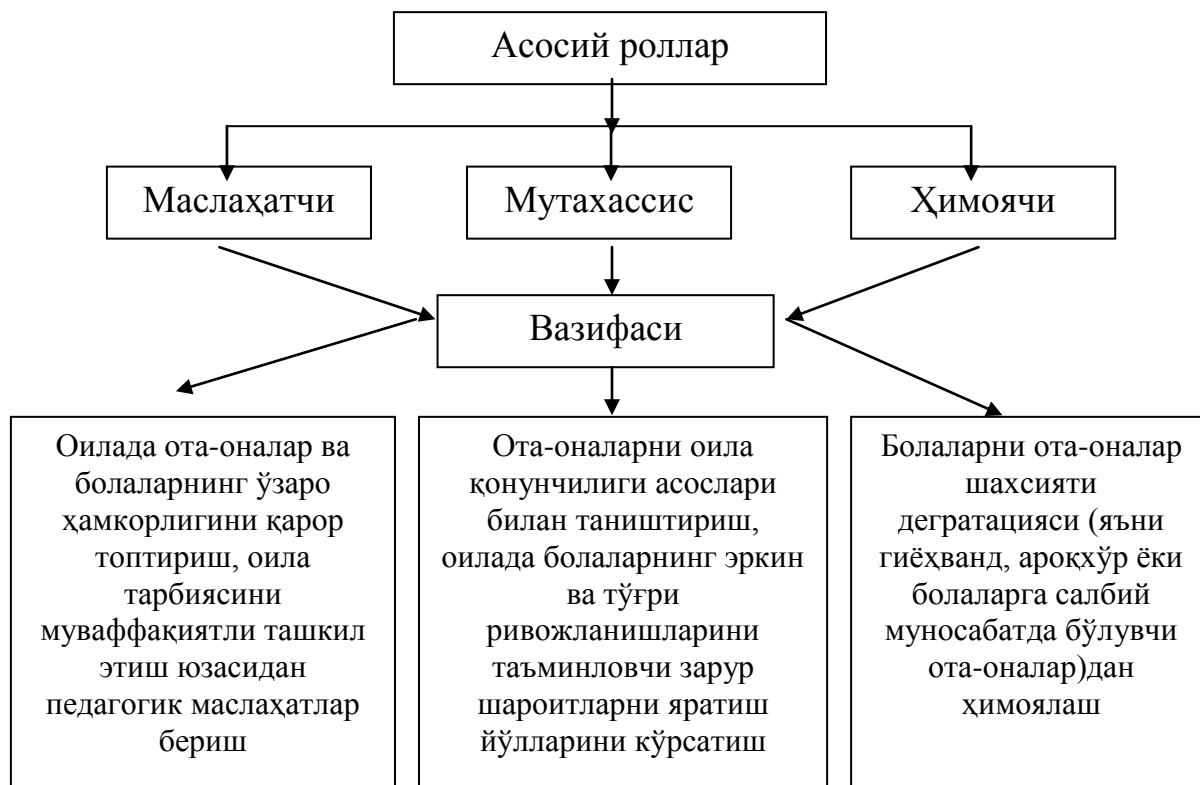 Асосий роллар
Маслаҳатчи
Мутахассис
Ҳимоячи
Вазифаси
Оилада ота-оналар ва
болаларнинг ўзаро
ҳамкорлигини қарор
топтириш, оила
тарбиясини
муваффақиятли ташкил
этиш юзасидан
педагогик маслаҳатлар
бериш
Ота-оналарни оила
қонунчилиги асослари
билан таништириш,
оилада болаларнинг эркин
ва тўғри
ривожланишларини
таъминловчи зарур
шароитларни яратиш
йўлларини кўрсатиш
Болаларни ота-оналар
шахсияти
дегратацияси (яъни
гиёҳванд, ароқхўр ёки
болаларга салбий
муносабатда бўлувчи
ота-оналар)дан
ҳимоялаш